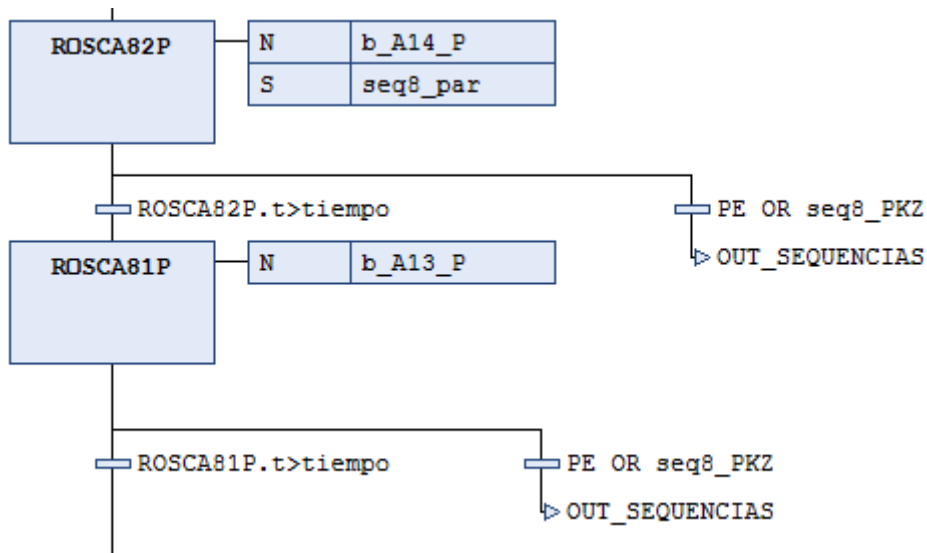 ROSCA82P N b_A14_P
S seq8_par
ROSCA82P.t>tiempo PE OR seq8_PKZ
ROSCA81P N b_A13_P OUT_SEQUENCIAS
ROSCA81P.t>tiempo PE OR seq8_PKZ
OUT_SEQUENCIAS